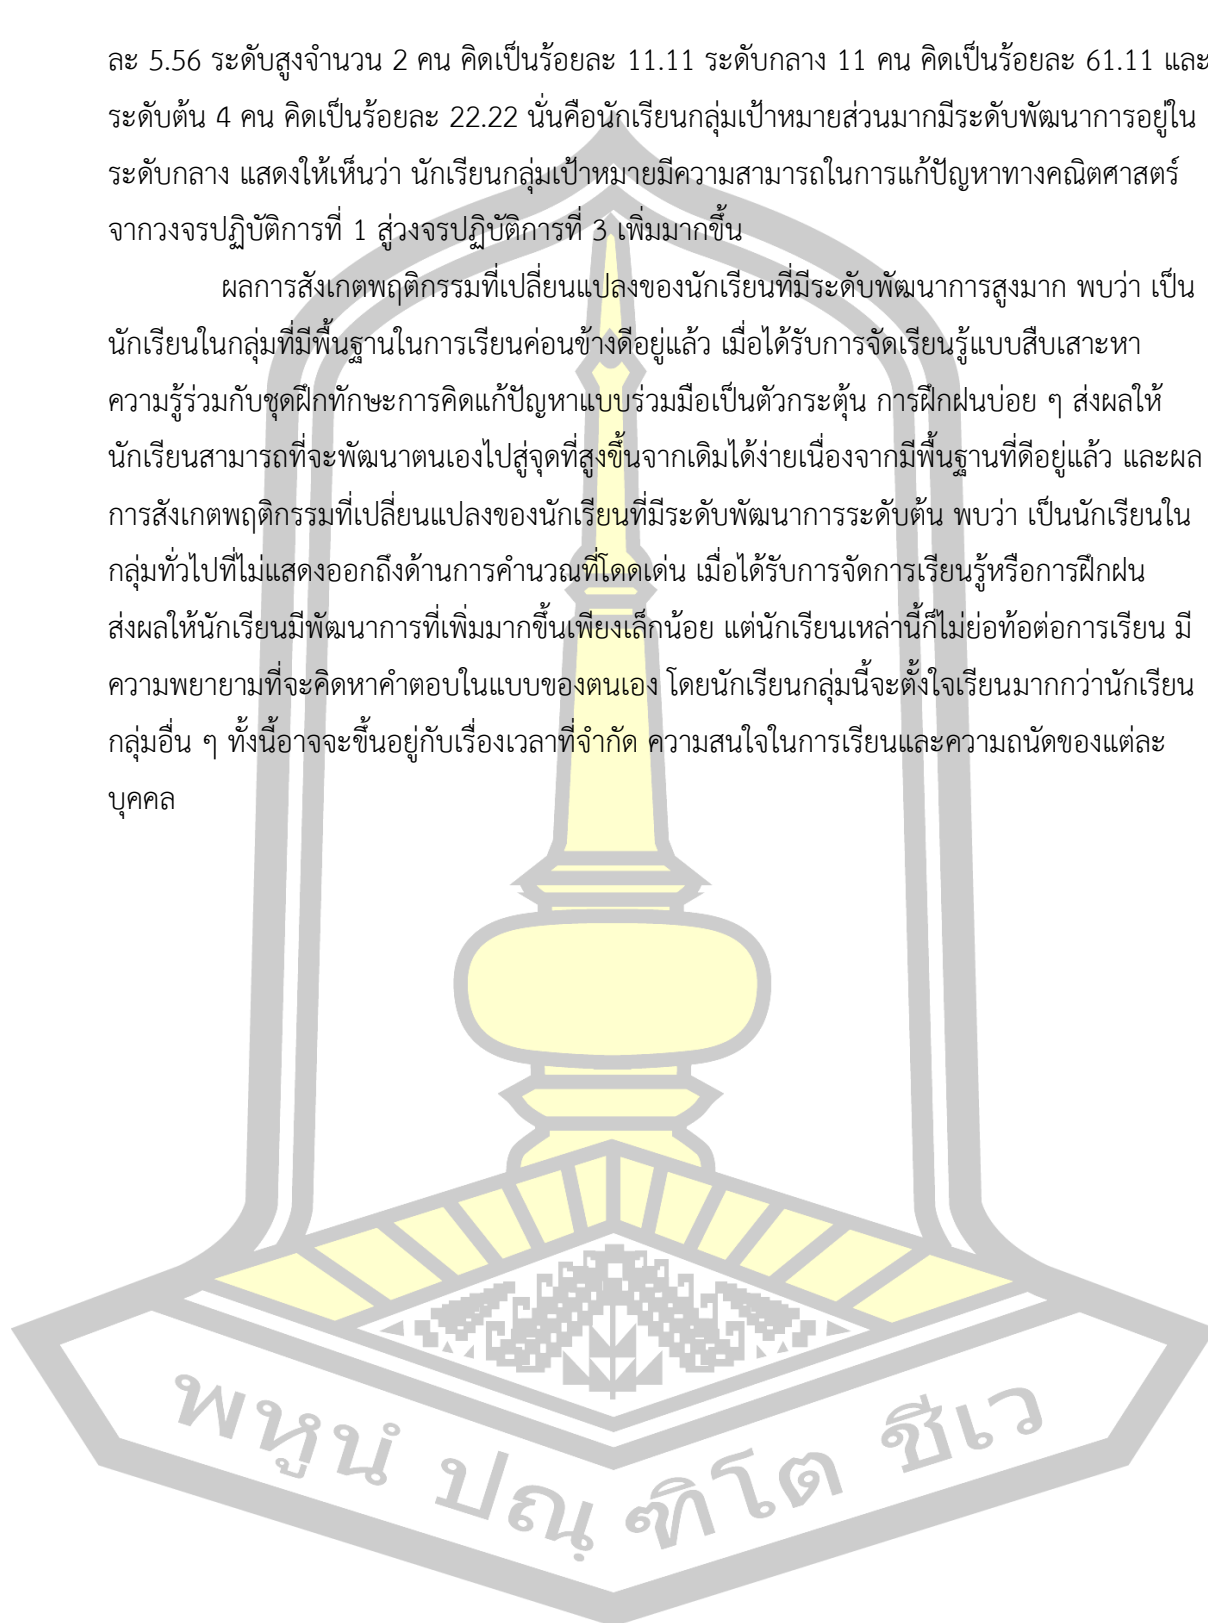 ละ 5.56 ระดับสูงจำนวน 2 คน คิดเป็นร้อยละ 11.11 ระดับกลาง 11 คน คิดเป็นร้อยละ 61.11 และ
ระดับต้น 4 คน คิดเป็นร้อยละ 22.22 นั่นคือนักเรียนกลุ่มเป้าหมายส่วนมากมีระดับพัฒนาการอยู่ใน
ระดับกลาง แสดงให้เห็นว่า นักเรียนกลุ่มเป้าหมายมีความสามารถในการแก้ปัญหาทางคณิตศาสตร์
จากวงจรปฏิบัติการที่ 1 สู่วงจรปฏิบัติการที่ 3 เพิ่มมากขึ้น
ผลการสังเกตพฤติกรรมที่เปลี่ยนแปลงของนักเรียนที่มีระดับพัฒนาการสูงมาก พบว่า เป็น
นักเรียนในกลุ่มที่มีพื้นฐานในการเรียนค่อนข้างดีอยู่แล้ว เมื่อได้รับการจัดเรียนรู้แบบสืบเสาะหา
ความรู้ร่วมกับชุดฝึกทักษะการคิดแก้ปัญหาแบบร่วมมือเป็นตัวกระตุ้น การฝึกฝนบ่อย ๆ ส่งผลให้
นักเรียนสามารถที่จะพัฒนาตนเองไปสู่จุดที่สูงขึ้นจากเดิมได้ง่ายเนื่องจากมีพื้นฐานที่ดีอยู่แล้ว และผล
การสังเกตพฤติกรรมที่เปลี่ยนแปลงของนักเรียนที่มีระดับพัฒนาการระดับต้น พบว่า เป็นนักเรียนใน
กลุ่มทั่วไปที่ไม่แสดงออกถึงด้านการคำนวณที่โดดเด่น เมื่อได้รับการจัดการเรียนรู้หรือการฝึกฝน
ส่งผลให้นักเรียนมีพัฒนาการที่เพิ่มมากขึ้นเพียงเล็กน้อย แต่นักเรียนเหล่านี้ก็ไม่ย่อท้อต่อการเรียน มี
ความพยายามที่จะคิดหาคำตอบในแบบของตนเอง โดยนักเรียนกลุ่มนี้จะตั้งใจเรียนมากกว่านักเรียน
กลุ่มอื่น ๆ ทั้งนี้อาจจะขึ้นอยู่กับเรื่องเวลาที่จำกัด ความสนใจในการเรียนและความถนัดของแต่ละ
บุคคล
พหูนํ ปณฺ ฑิโต ชีเว